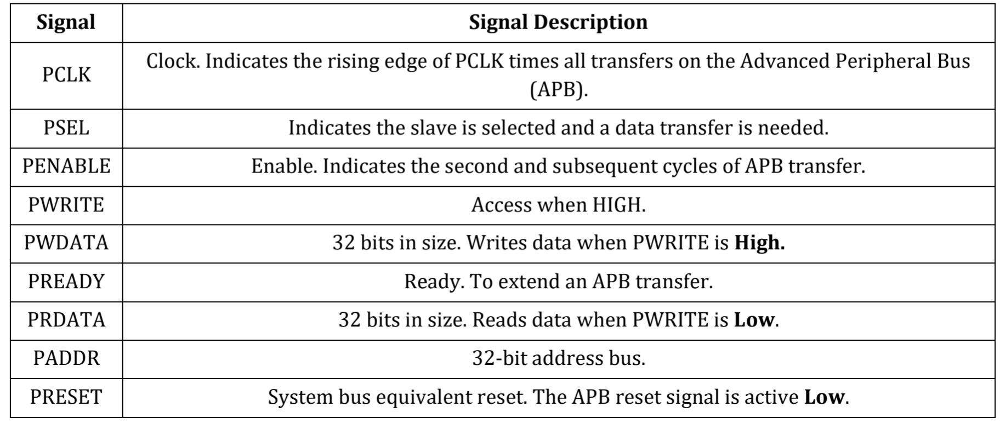 Signal Signal Description
PCLK Clock. Indicates the rising edge of PCLK times all transfers on the Advanced Peripheral Bus
(APB).
PSEL Indicates the slave is selected and a data transfer is needed.
PENABLE Enable. Indicates the second and subsequent cycles of APB transfer.
PWRITE Access when HIGH.
PWDATA 32 bits in size. Writes data when PWRITE is High.
PREADY Ready. To extend an APB transfer.
PRDATA 32 bits in size. Reads data when PWRITE is Low.
PADDR 32-bit address bus.
PRESET System bus equivalent reset. The APB reset signal is active Low.